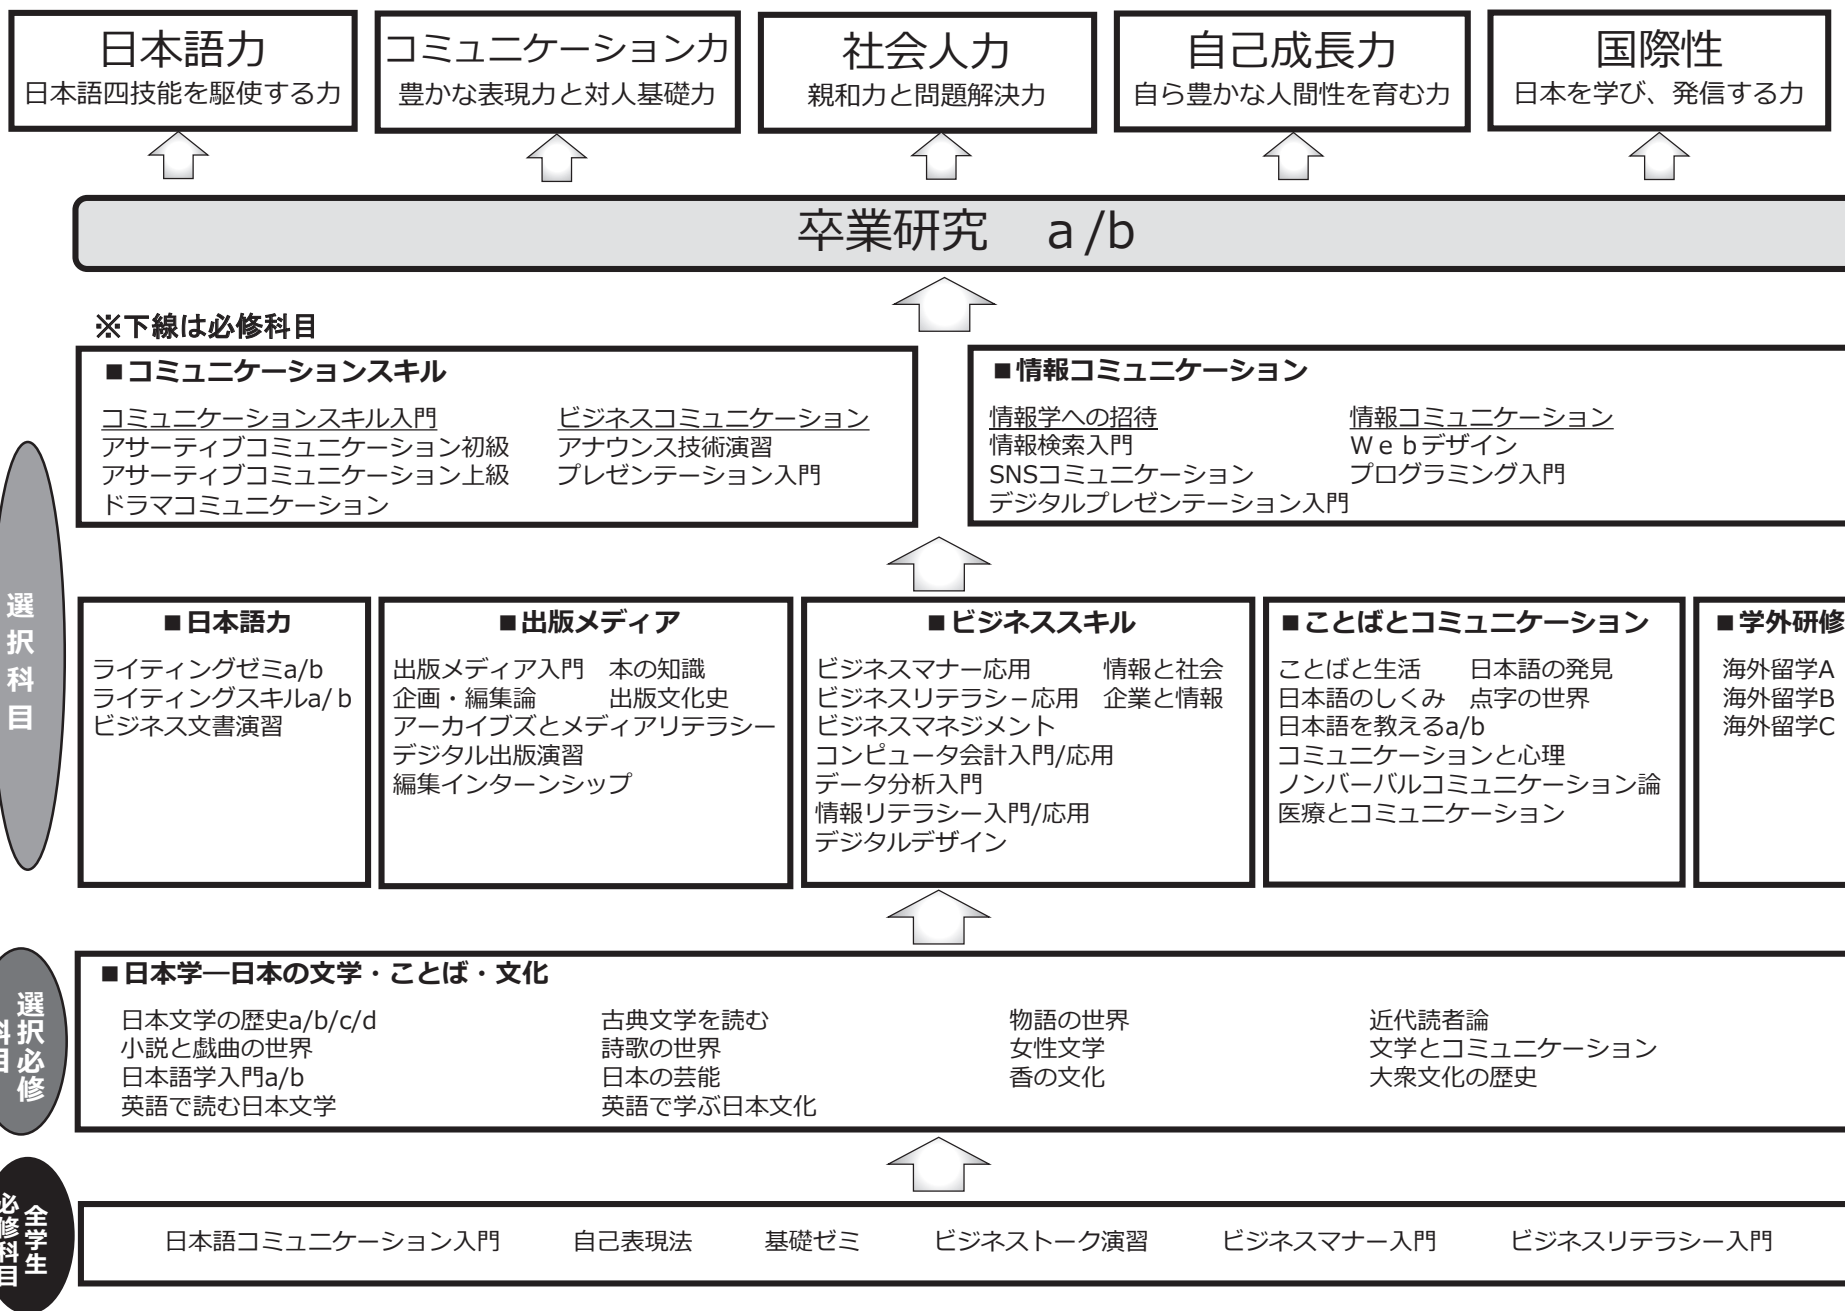 日本語力
日本語四技能を駆使する力
コミュニケーション力
豊かな表現力と対人基礎力
社会人力
親和力と問題解決力
自己成長力
自ら豊かな人間性を育む力
国際性
日本を学び、発信する力
卒業研究　a/b
※下線は必修科目
■コミュニケーションスキル
コミュニケーションスキル入門　ビジネスコミュニケーション
アサーティブコミュニケーション初級　アナウンス技術演習
アサーティブコミュニケーション上級　プレゼンテーション入門
ドラマコミュニケーション
■情報コミュニケーション
情報学への招待　情報コミュニケーション
情報検索入門　Ｗｅｂデザイン
SNSコミュニケーション　プログラミング入門
デジタルプレゼンテーション入門
選択科目
■日本語力
ライティングゼミa/b
ライティングスキルa/b
ビジネス文書演習
■出版メディア
出版メディア入門　本の知識
企画・編集論　出版文化史
アーカイブズとメディアリテラシー
デジタル出版演習
編集インターンシップ
■ビジネススキル
ビジネスマナー応用　情報と社会
ビジネスリテラシ－応用　企業と情報
ビジネスマネジメント
コンピュータ会計入門/応用
データ分析入門
情報リテラシー入門/応用
デジタルデザイン
■ことばとコミュニケーション
ことばと生活　日本語の発見
日本語のしくみ　点字の世界
日本語を教えるa/b
コミュニケーションと心理
ノンバーバルコミュニケーション論
医療とコミュニケーション
■学外研修
海外留学A
海外留学B
海外留学C
選択必修
科目
■日本学―日本の文学・ことば・文化
日本文学の歴史a/b/c/d　古典文学を読む　物語の世界　近代読者論
小説と戯曲の世界　詩歌の世界　女性文学　文学とコミュニケーション
日本語学入門a/b　日本の芸能　香の文化　大衆文化の歴史
英語で読む日本文学　英語で学ぶ日本文化
全学生
必修科目
日本語コミュニケーション入門　自己表現法　基礎ゼミ　ビジネストーク演習　ビジネスマナー入門　ビジネスリテラシー入門